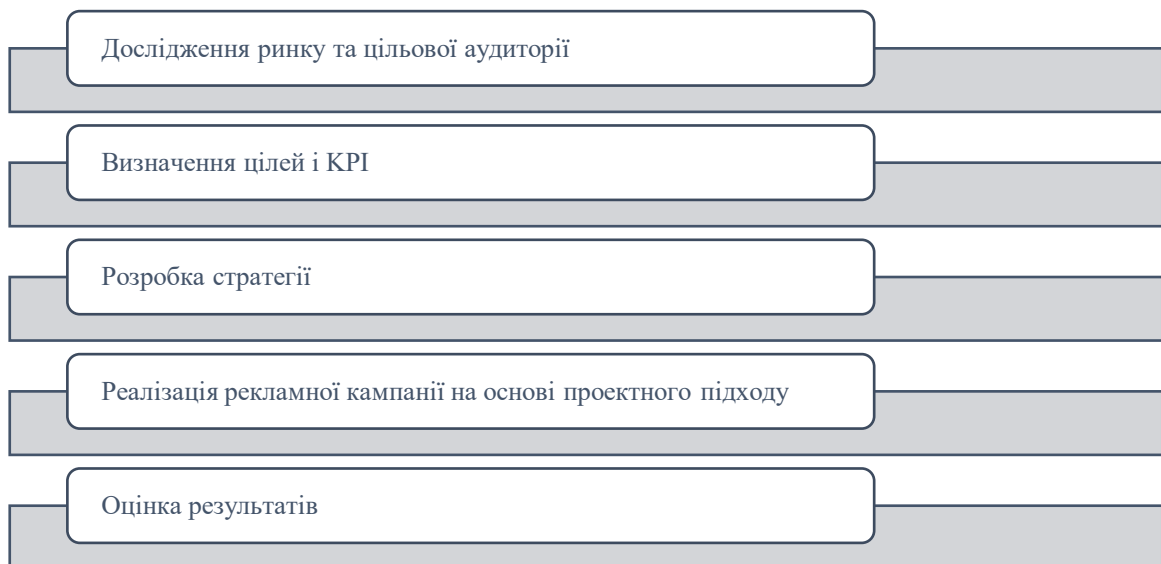 Дослідження ринку та цільової аудиторії
Визначення цілей і KPI
Розробка стратегії
Реалізація рекламної кампанії на основі проектного підходу
Оцінка результатів